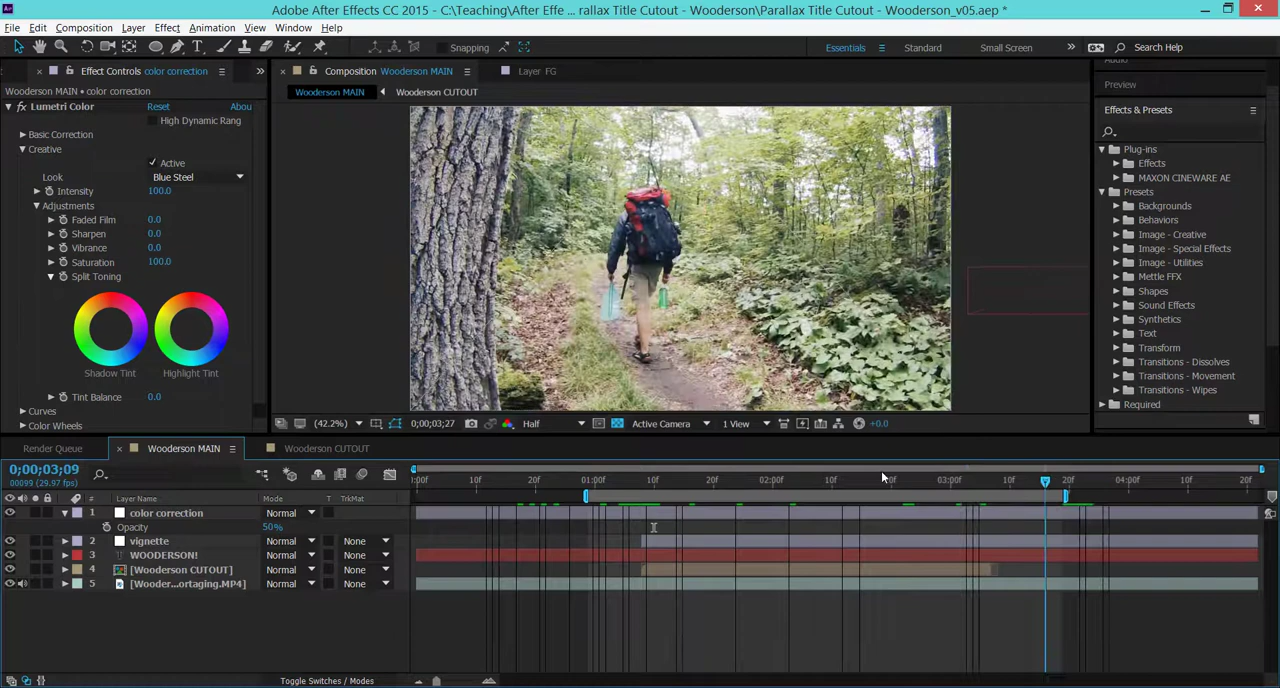 Adobe After Effects CC 2015 - C:\Teaching\After Effe ... rallax Title Cutout - Wooderson\Parallax Title Cutout - Wooderson_v05.aep *
File Edit Composition Layer Effect Animation View Window Help
Snapping
Essentials Standard Small Screen Search Help
Effect Controls color correction
Composition Wooderson MAIN
Layer FG
Audio
Preview
Wooderson MAIN • color correction
Wooderson MAIN Wooderson CUTOUT
Effects & Presets
fx Lumetri Color Reset Abou
High Dynamic Rang
Basic Correction
Creative
Active
Look Blue Steel
Intensity 100.0
Adjustments
Faded Film 0.0
Sharpen 0.0
Vibrance 0.0
Saturation 100.0
Split Toning
Shadow Tint Highlight Tint
Tint Balance 0.0
Curves
Color Wheels
Plug-ins
Effects
MAXON CINEWARE AE
Presets
Backgrounds
Behaviors
Image - Creative
Image - Special Effects
Image - Utilities
Mettle FFX
Shapes
Sound Effects
Synthetics
Text
Transform
Transitions - Dissolves
Transitions - Movement
Transitions - Wipes
Required
(42.2%) 0;00;03;27 Half Active Camera 1 View +0.0
Render Queue Wooderson MAIN Wooderson CUTOUT
0;00;03;09
00099 (29.97 fps)
:00f 10f 20f 01:00f 10f 20f 02:00f 10f 20f 03:00f 10f 20f 04:00f 10f 20f
# Layer Name Mode T TrkMat
1 color correction Normal
Opacity 50%
2 vignette Normal None
3 T WOODERSON! Normal None
4 [Wooderson CUTOUT] Normal None
5 [Wooder...ortaging.MP4] Normal None
Toggle Switches / Modes